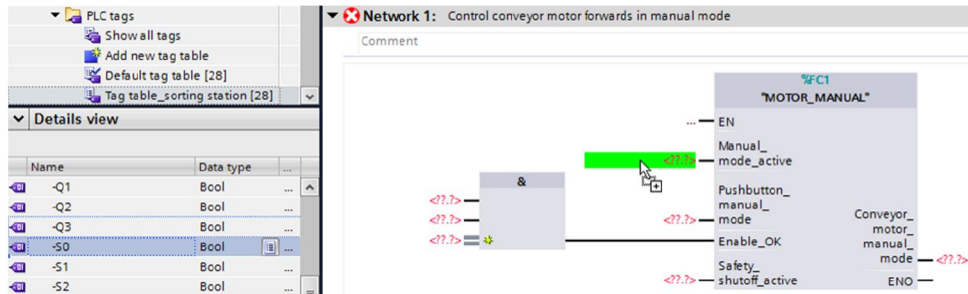 PLC tags
Show all tags
Add new tag table
Default tag table [28]
Tag table_sorting station [28]
Details view
Name Data type ...
-Q1 Bool ...
-Q2 Bool ...
-Q3 Bool ...
-S0 Bool ...
-S1 Bool ...
-S2 Bool ...
Network 1: Control conveyor motor forwards in manual mode
Comment
%FC1
"MOTOR_MANUAL"
... EN
<??.?> Manual_
mode_active
&
<??.?>
<??.?>
<??.?>
<??.?> Pushbutton_
manual_
mode
Enable_OK
<??.?> Safety_
shutoff_active
Conveyor_
motor_
manual_
mode <??.?>
ENO